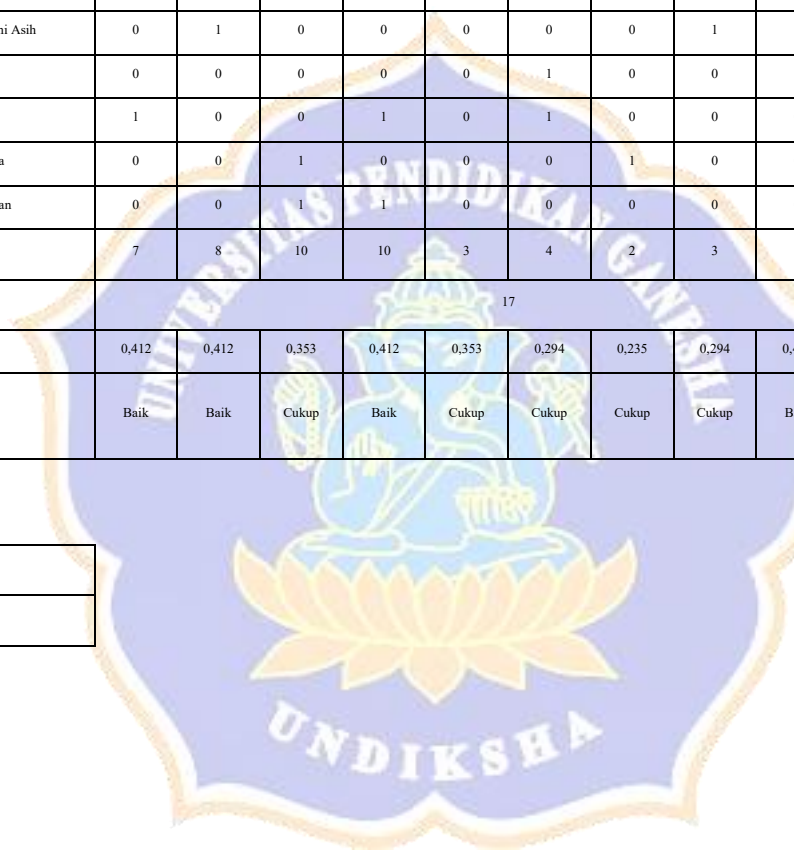 ni Asih 0 1 0 0 0 0 0 1
0 0 0 0 0 1 0 0
1 0 0 1 0 1 0 0
a 0 0 1 0 0 0 1 0
an 0 0 1 1 0 0 0 0
7 8 10 10 3 4 2 3
17
0,412 0,412 0,353 0,412 0,353 0,294 0,235 0,294 0,4
Baik Baik Cukup Baik Cukup Cukup Cukup Cukup B
UNIVERSITAS PENDIDIKAN GANESHA
UNDIKSHA